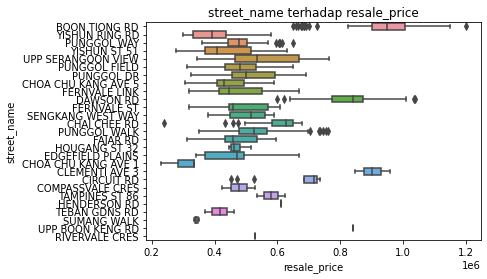 street_name terhadap resale_price
BOON TIONG RD
YISHUN RING RD
PUNGGOL WAY
YISHUN ST 51
UPP SERANGOON VIEW
PUNGGOL FIELD
PUNGGOL DR
CHOA CHU KANG AVE 5
FERNVALE LINK
DAWSON RD
FERNVALE ST
SENGKANG WEST WAY
CHAI CHEE RD
PUNGGOL WALK
FAJAR RD
HOUGANG ST 32
EDGEFIELD PLAINS
CHOA CHU KANG AVE 1
CLEMENTI AVE 3
CIRCUIT RD
COMPASSVALE CRES
TAMPINES ST 86
HENDERSON RD
TEBAN GDNS RD
SUMANG WALK
UPP BOON KENG RD
RIVERVALE CRES
street_name
0.2 0.4 0.6 0.8 1.0 1.2
1e6
resale_price